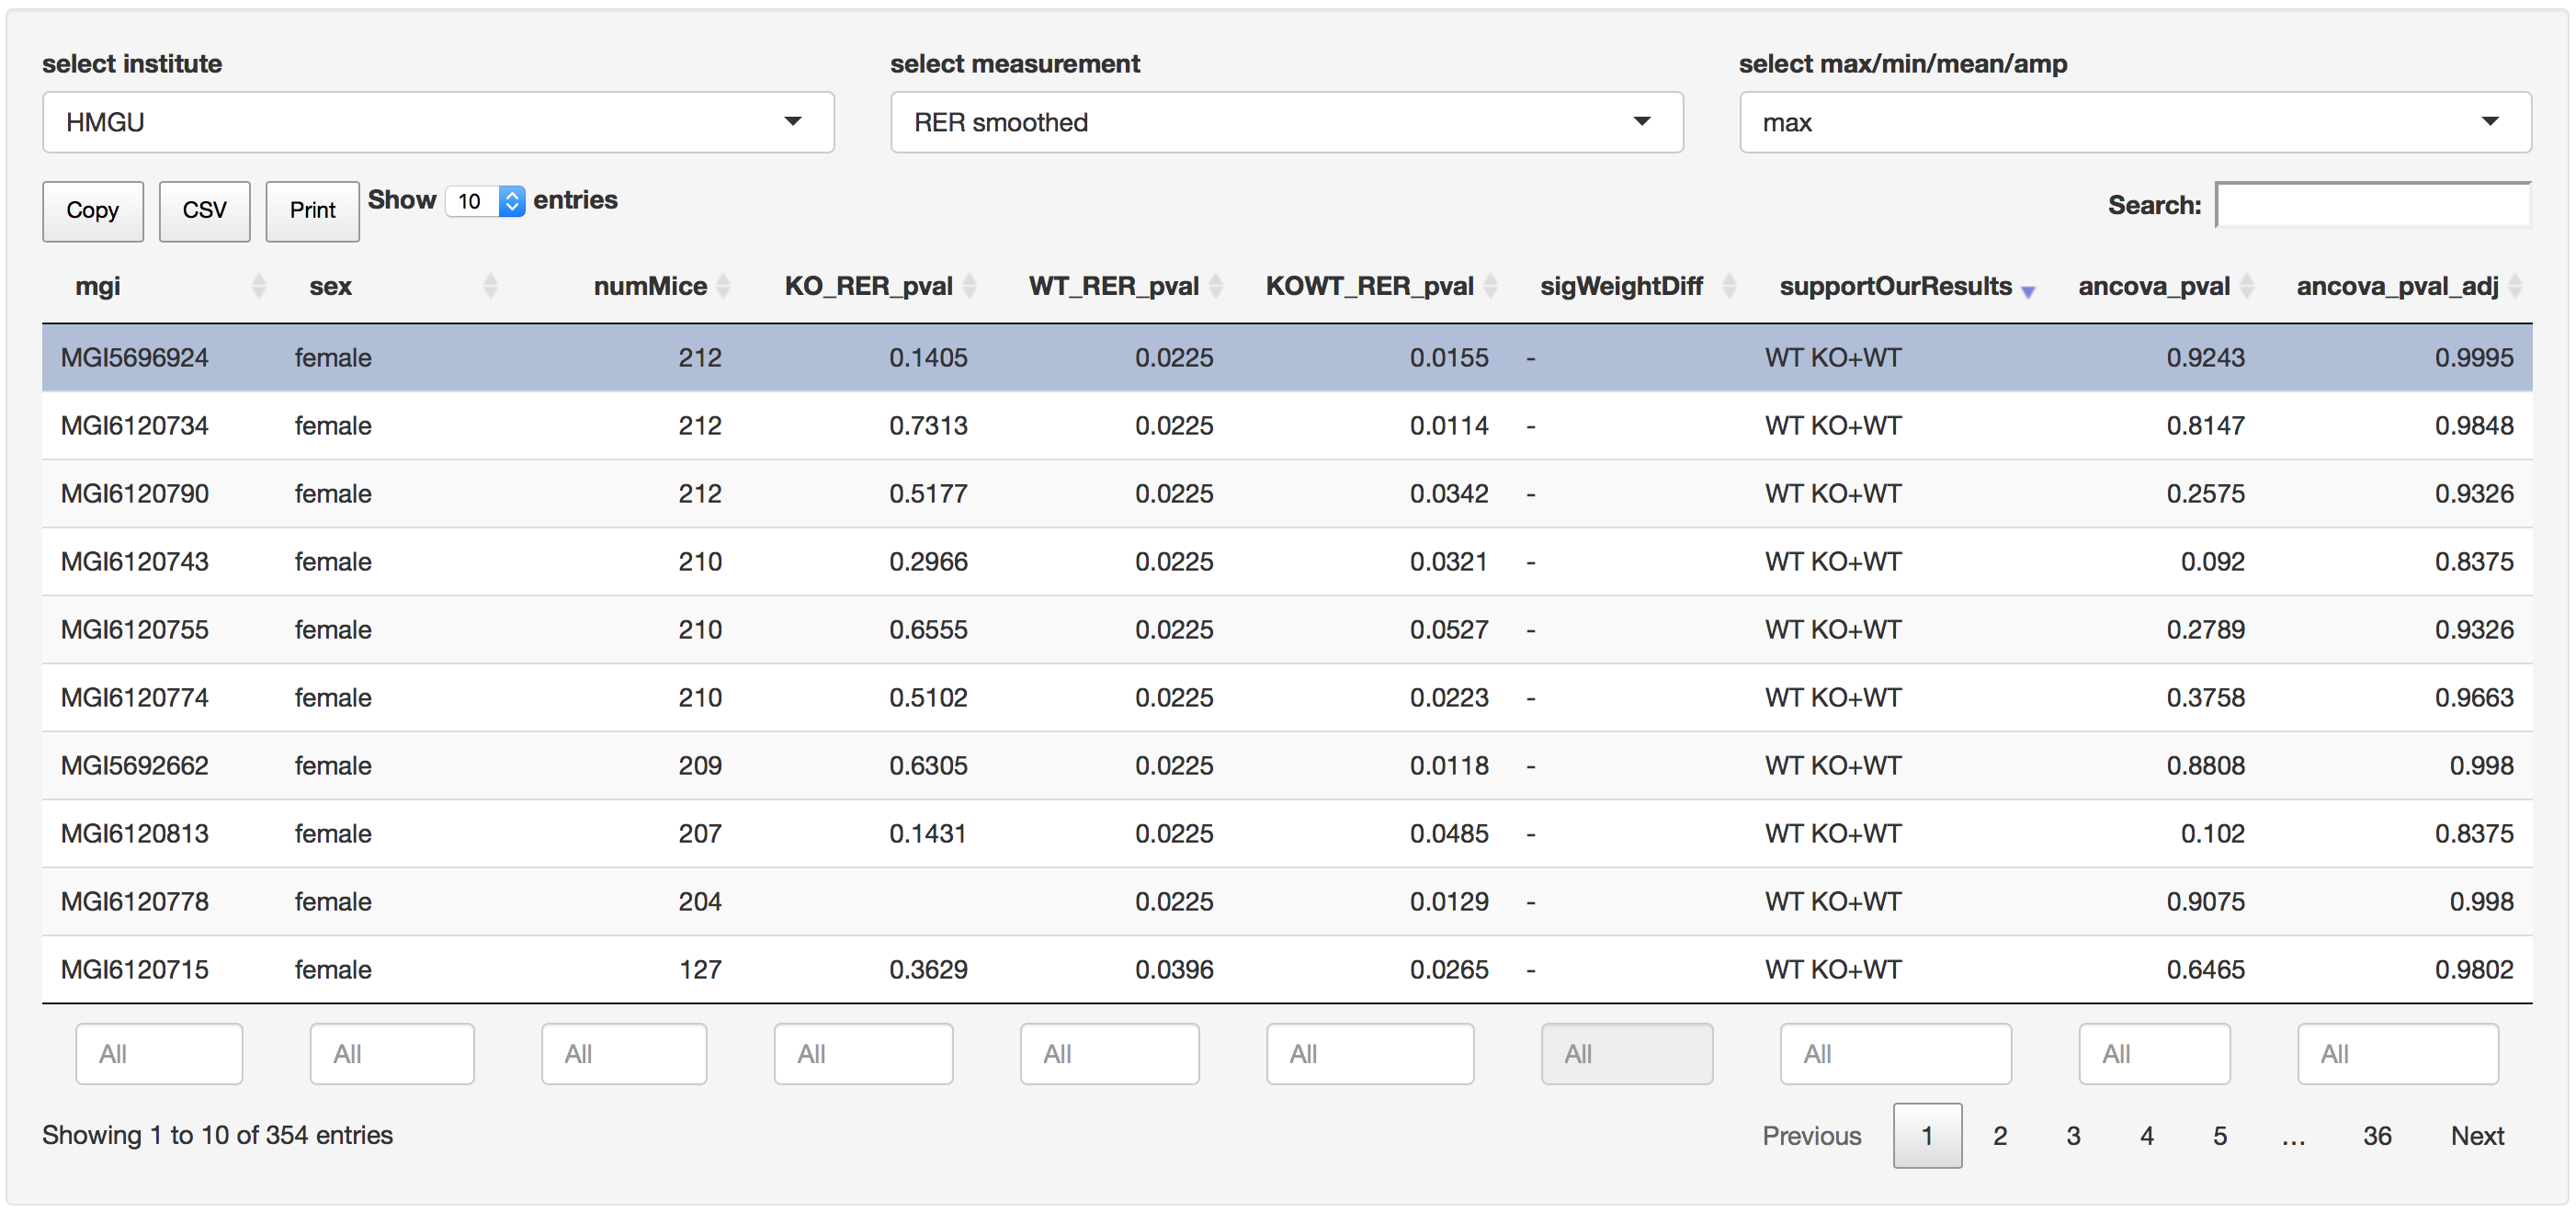 select institute select measurement select max/min/mean/amp
HMGU RER smoothed max
Copy CSV Print Show 10 entries Search:
mgi sex numMice KO_RER_pval WT_RER_pval KOWT_RER_pval sigWeightDiff supportOurResults ancova_pval ancova_pval_adj
MGI5696924 female 212 0.1405 0.0225 0.0155 - WT KO+WT 0.9243 0.9995
MGI6120734 female 212 0.7313 0.0225 0.0114 - WT KO+WT 0.8147 0.9848
MGI6120790 female 212 0.5177 0.0225 0.0342 - WT KO+WT 0.2575 0.9326
MGI6120743 female 210 0.2966 0.0225 0.0321 - WT KO+WT 0.092 0.8375
MGI6120755 female 210 0.6555 0.0225 0.0527 - WT KO+WT 0.2789 0.9326
MGI6120774 female 210 0.5102 0.0225 0.0223 - WT KO+WT 0.3758 0.9663
MGI5692662 female 209 0.6305 0.0225 0.0118 - WT KO+WT 0.8808 0.998
MGI6120813 female 207 0.1431 0.0225 0.0485 - WT KO+WT 0.102 0.8375
MGI6120778 female 204 0.0225 0.0129 - WT KO+WT 0.9075 0.998
MGI6120715 female 127 0.3629 0.0396 0.0265 - WT KO+WT 0.6465 0.9802
All All All All All All All All All All
Showing 1 to 10 of 354 entries Previous 1 2 3 4 5 … 36 Next